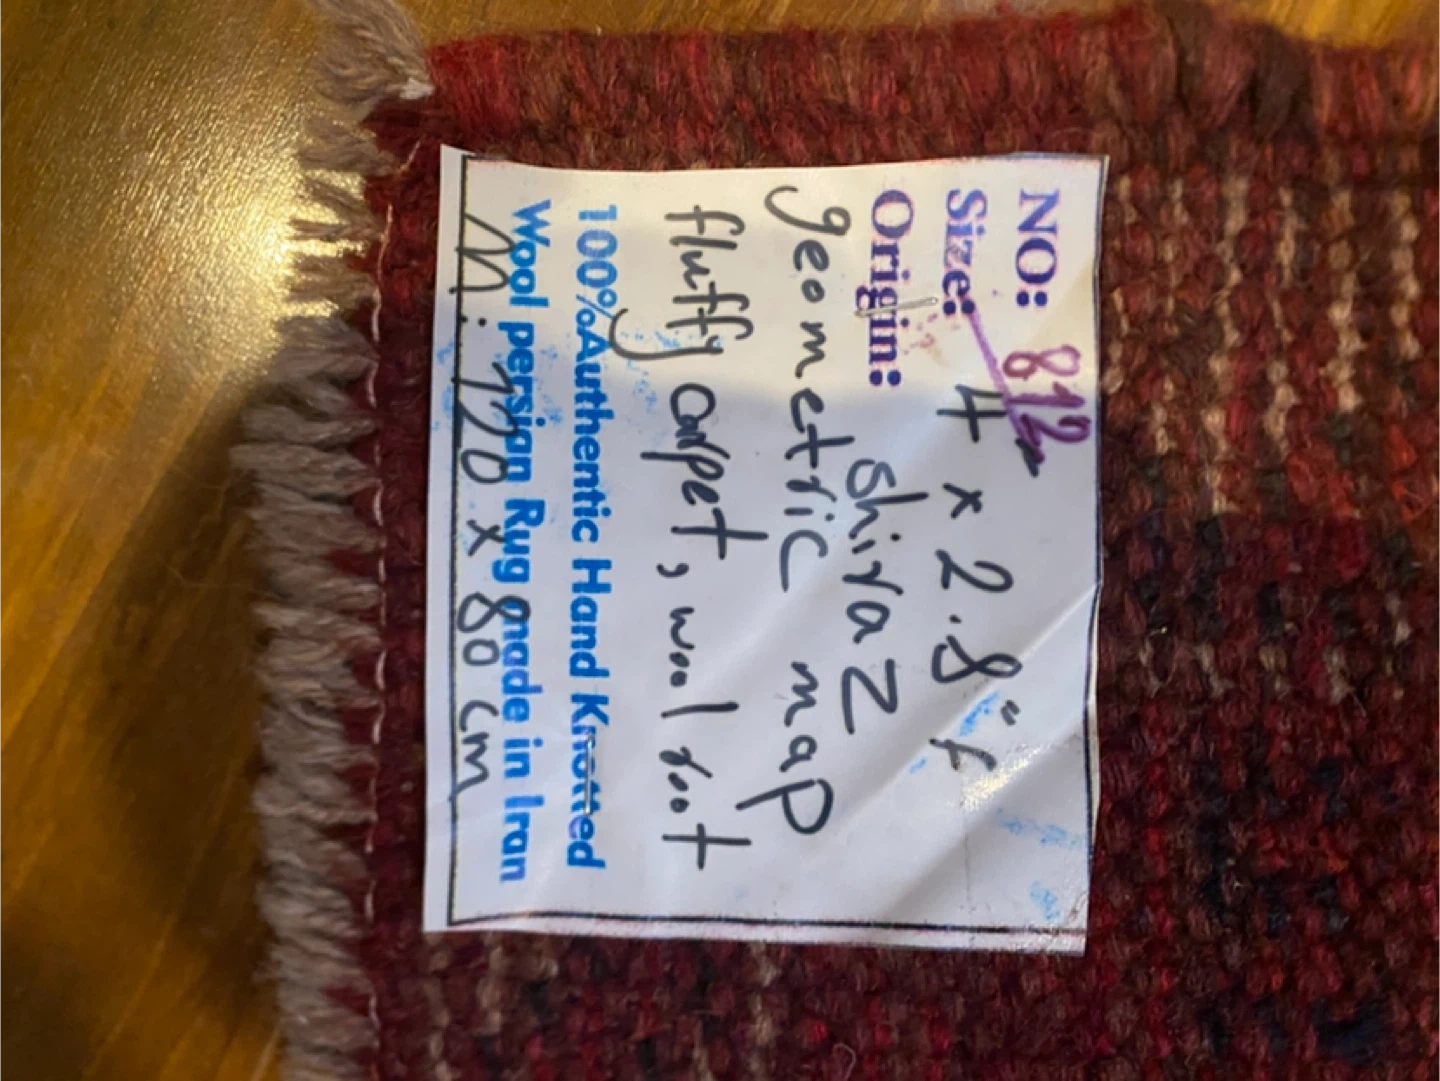 NO: 812
Size: 4 x 2.8"
Origin: Shiraz
geometric map
fluffy carpet, wool root
100% Authentic Hand Knotted
Wool persian Rug made in Iran
120 x 80 cm